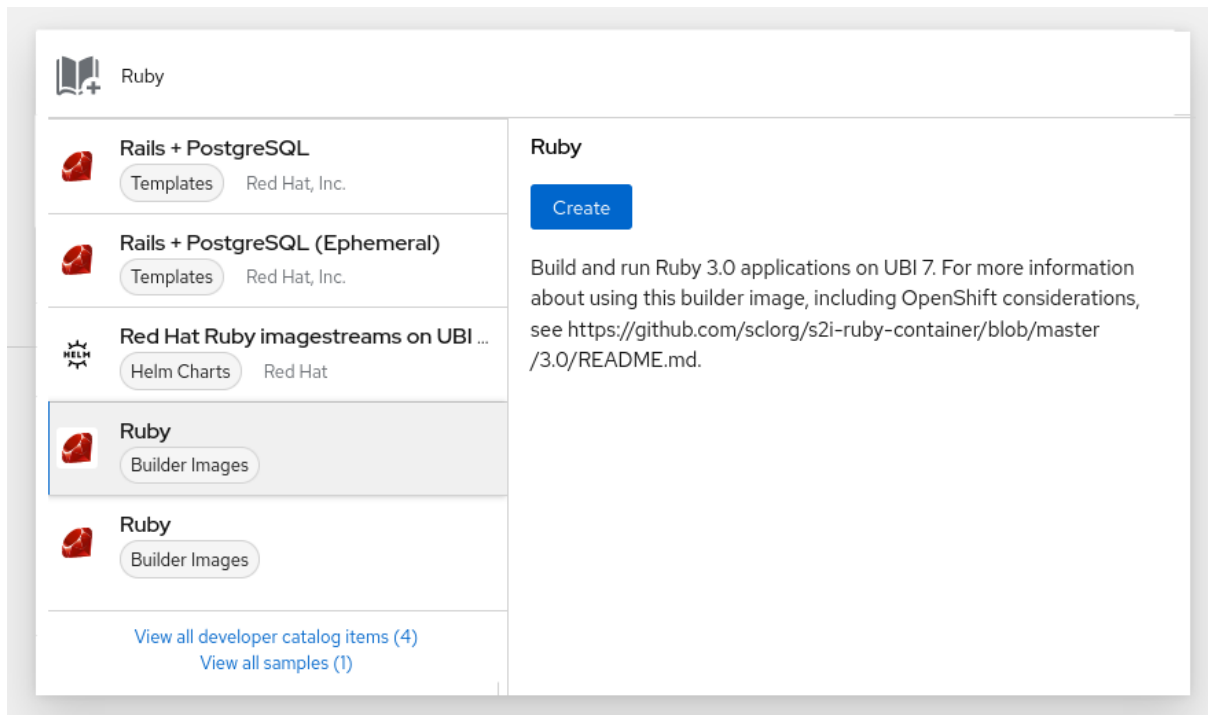 Ruby
Rails + PostgreSQL
Templates Red Hat, Inc.
Rails + PostgreSQL (Ephemeral)
Templates Red Hat, Inc.
HELM
Red Hat Ruby imagestreams on UBI ...
Helm Charts Red Hat
Ruby
Builder Images
Ruby
Builder Images
View all developer catalog items (4)
View all samples (1)
Ruby
Create
Build and run Ruby 3.0 applications on UBI 7. For more information
about using this builder image, including OpenShift considerations,
see https://github.com/sclorg/s2i-ruby-container/blob/master
/3.0/README.md.